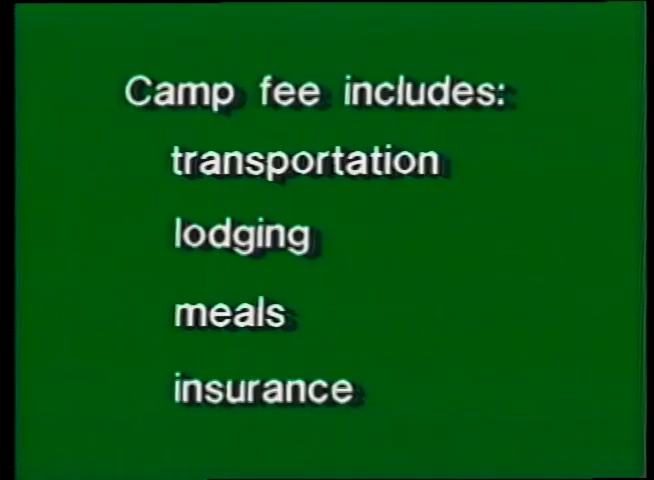 Camp fee includes:
transportation
lodging
meals
insurance